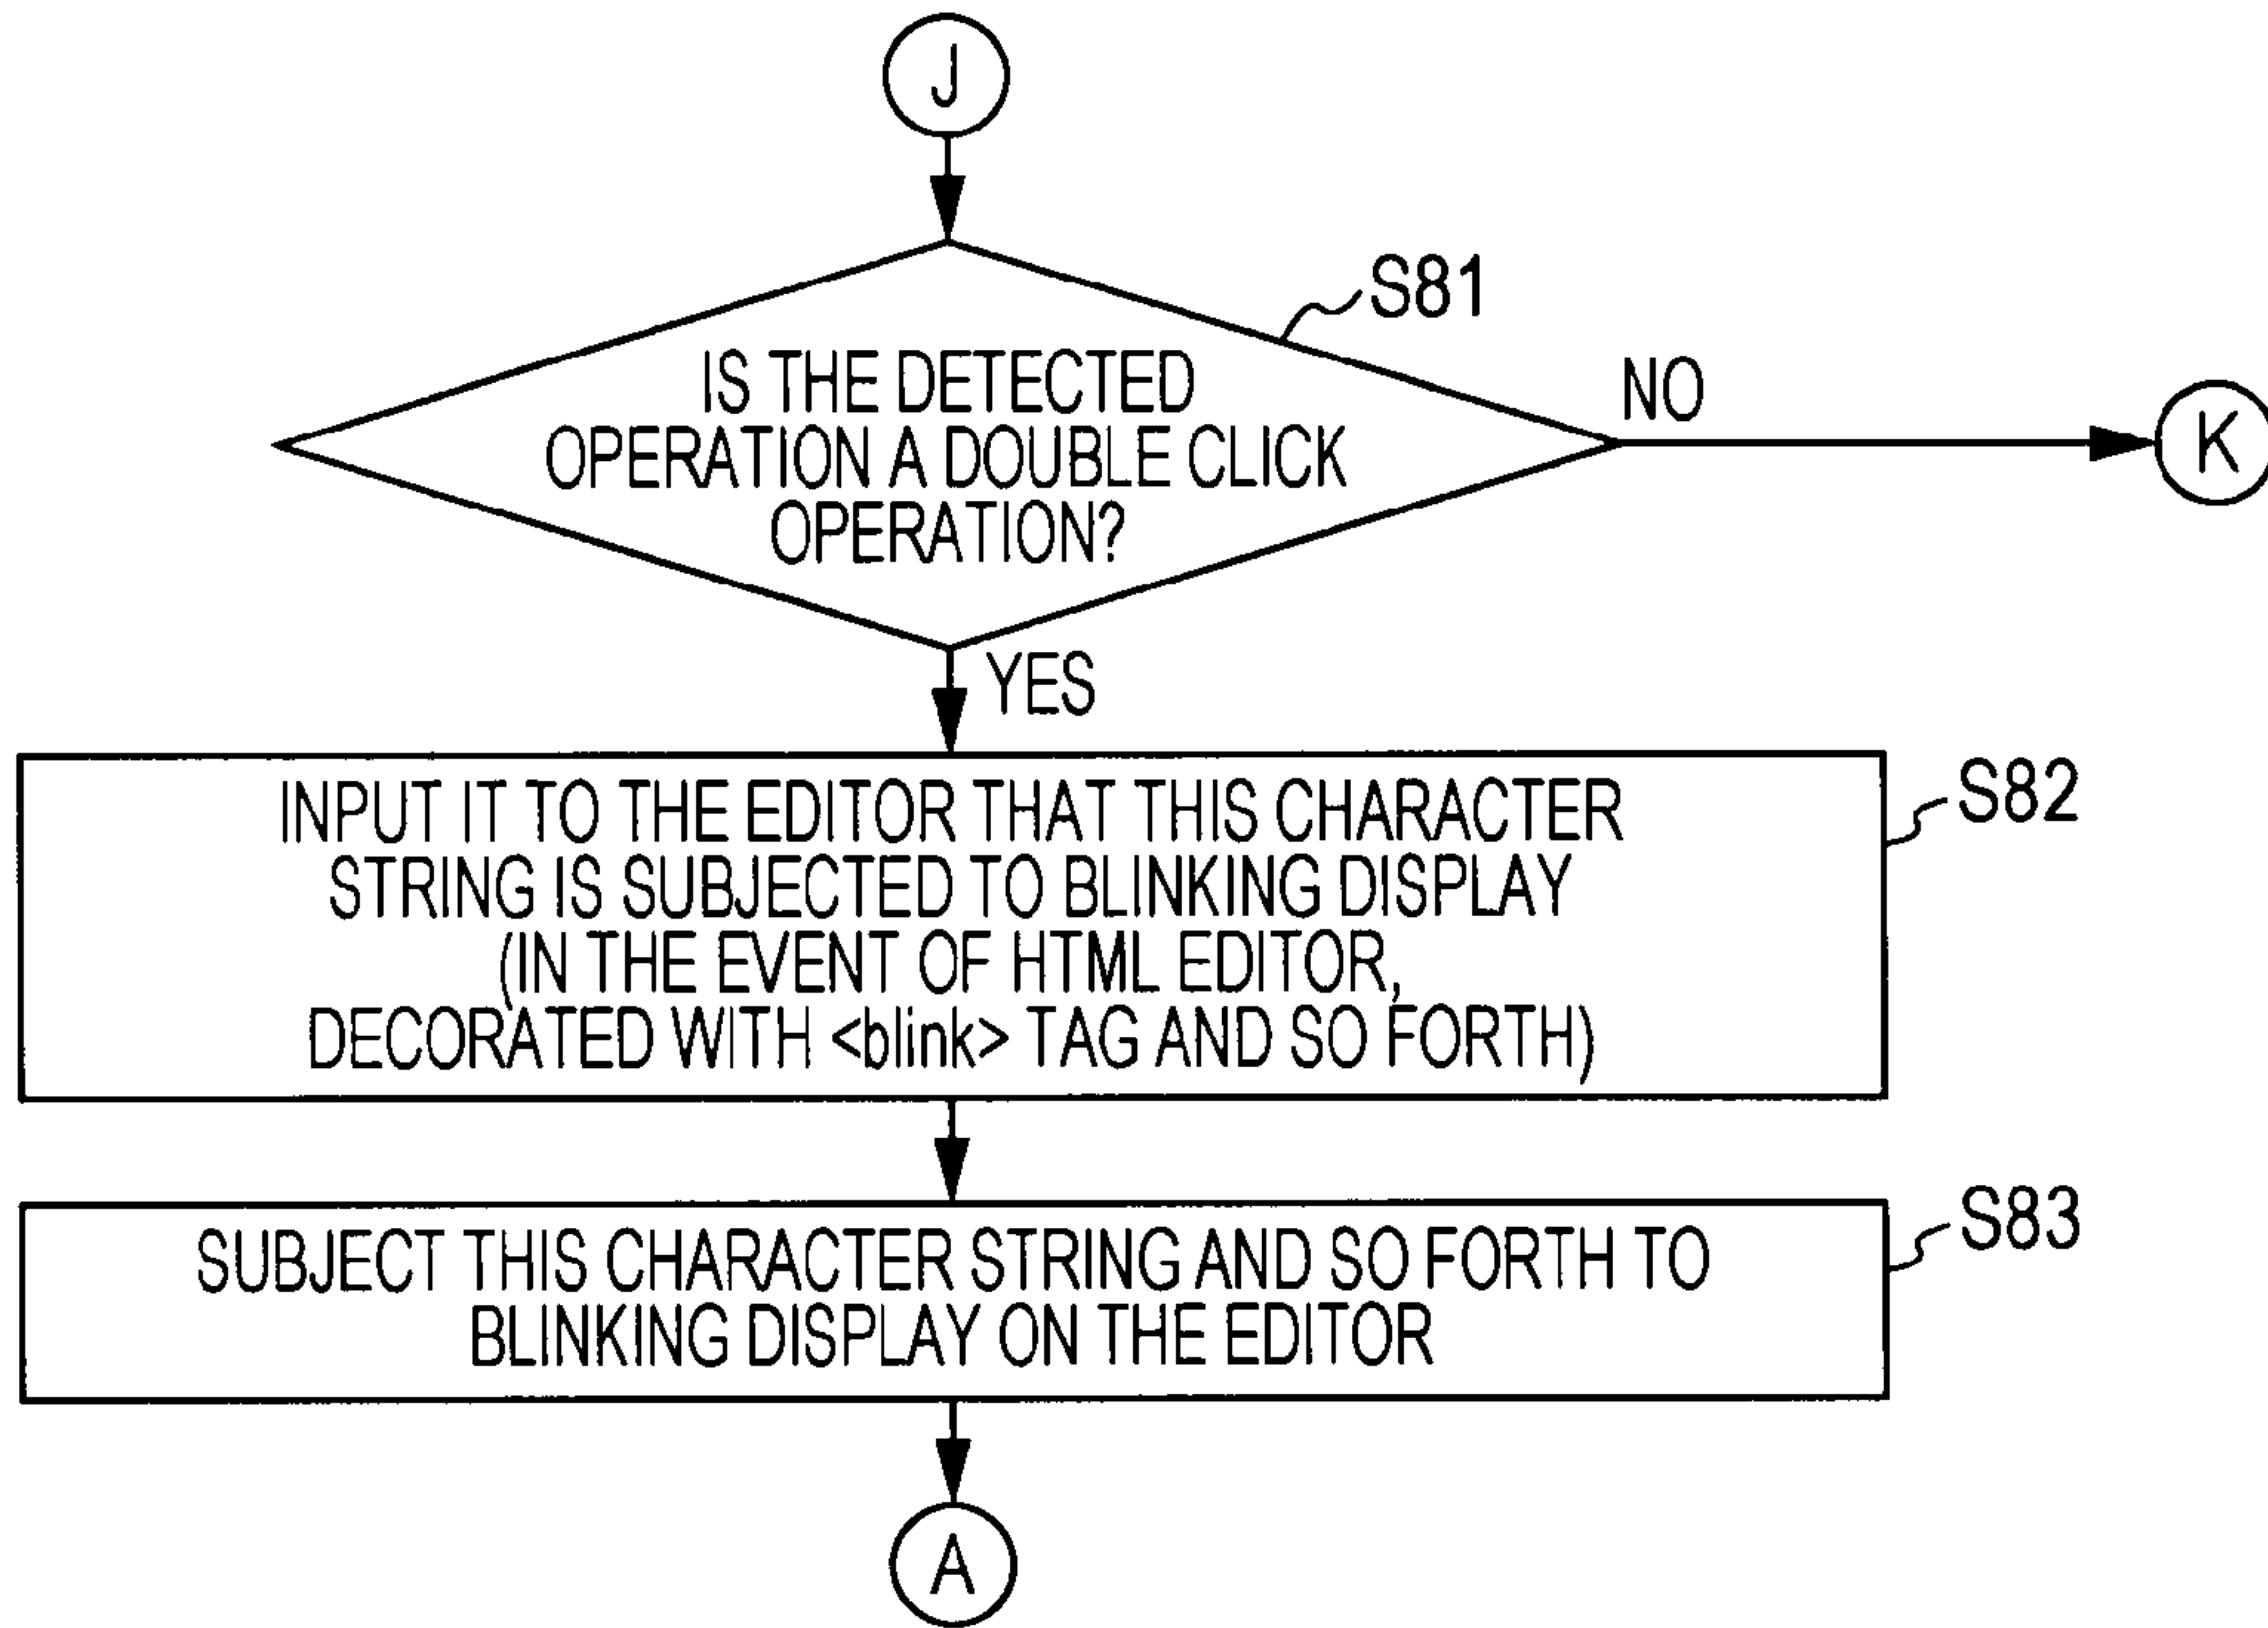 J
S81
IS THE DETECTED
OPERATION A DOUBLE CLICK
OPERATION?
NO
K
YES
INPUT IT TO THE EDITOR THAT THIS CHARACTER
STRING IS SUBJECTED TO BLINKING DISPLAY
(IN THE EVENT OF HTML EDITOR,
DECORATED WITH <blink> TAG AND SO FORTH)
S82
SUBJECT THIS CHARACTER STRING AND SO FORTH TO
BLINKING DISPLAY ON THE EDITOR
S83
A